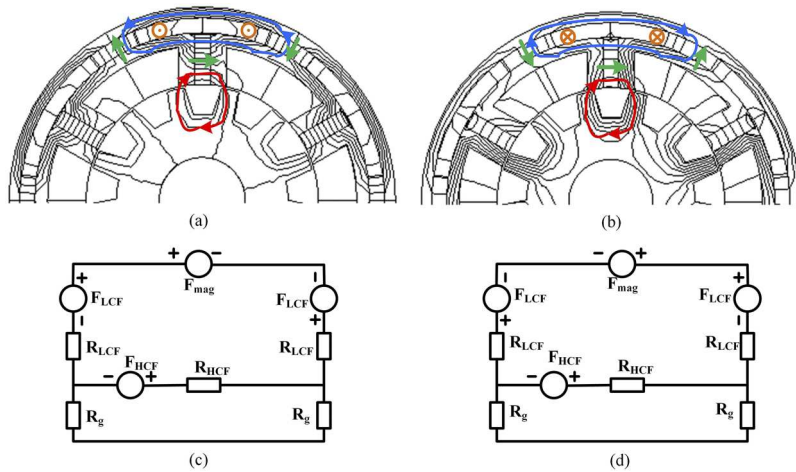 (a)
(b)
+ -
F_mag
+
F_LCF
-
-
F_LCF
+
R_LCF
R_LCF
F_HCF
- +
R_HCF
R_g
R_g
(c)
- +
F_mag
-
F_LCF
+
+
F_LCF
-
R_LCF
R_LCF
F_HCF
- +
R_HCF
R_g
R_g
(d)